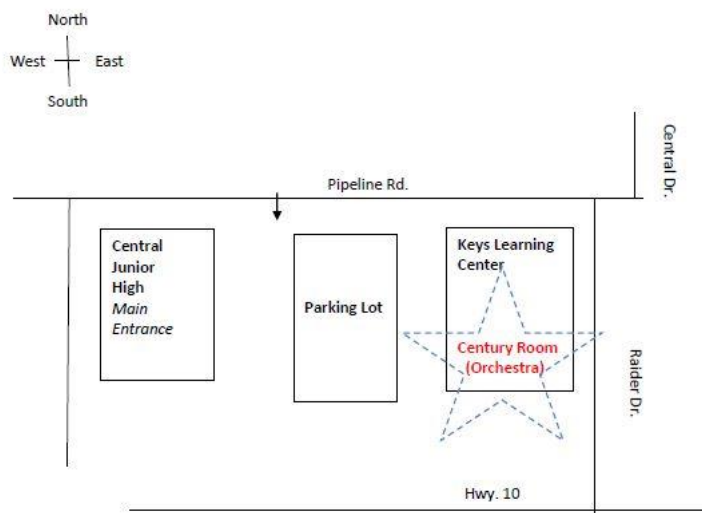 North
West
East
South
Central Dr.
Pipeline Rd.
Central
Junior
High
Main
Entrance
Parking Lot
Keys Learning
Center
Century Room
(Orchestra)
Raider Dr.
Hwy. 10